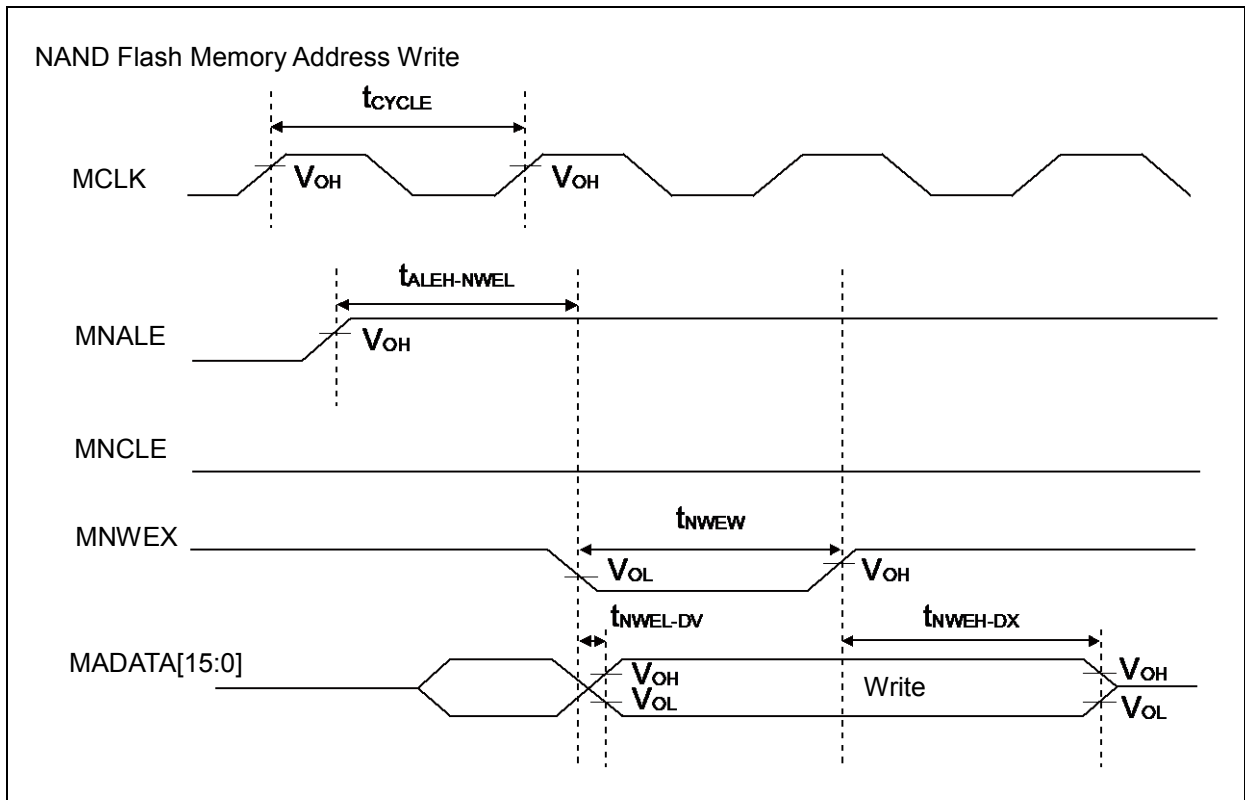 NAND Flash Memory Address Write
tCYCLE
MCLK
VOH
VOH
tALEH-NWEL
MNALE
VOH
MNCLE
tNWEW
MNWEX
VOL
VOH
tNWEL-DV
tNWEH-DX
MADATA[15:0]
VOH
Write
VOH
VOL
VOL